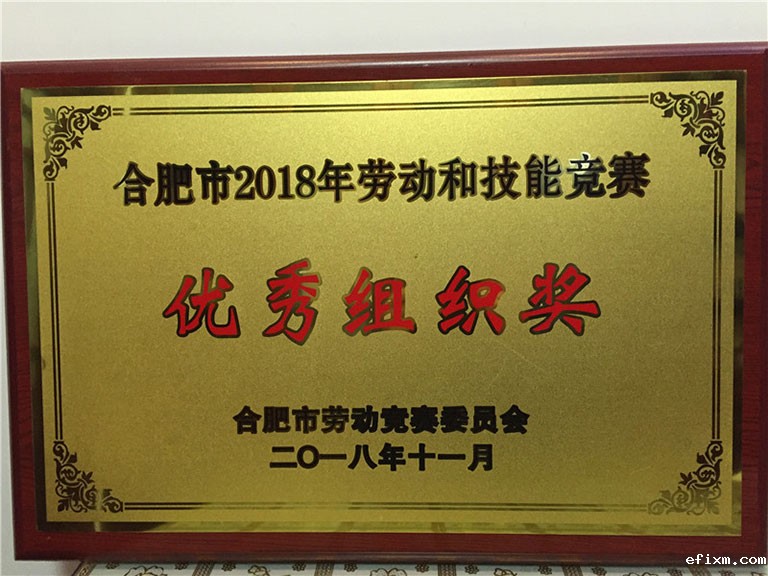 合肥市2018年劳动和技能竞赛
优秀组织奖
合肥市劳动竞赛委员会
二〇一八年十一月
efixm.com